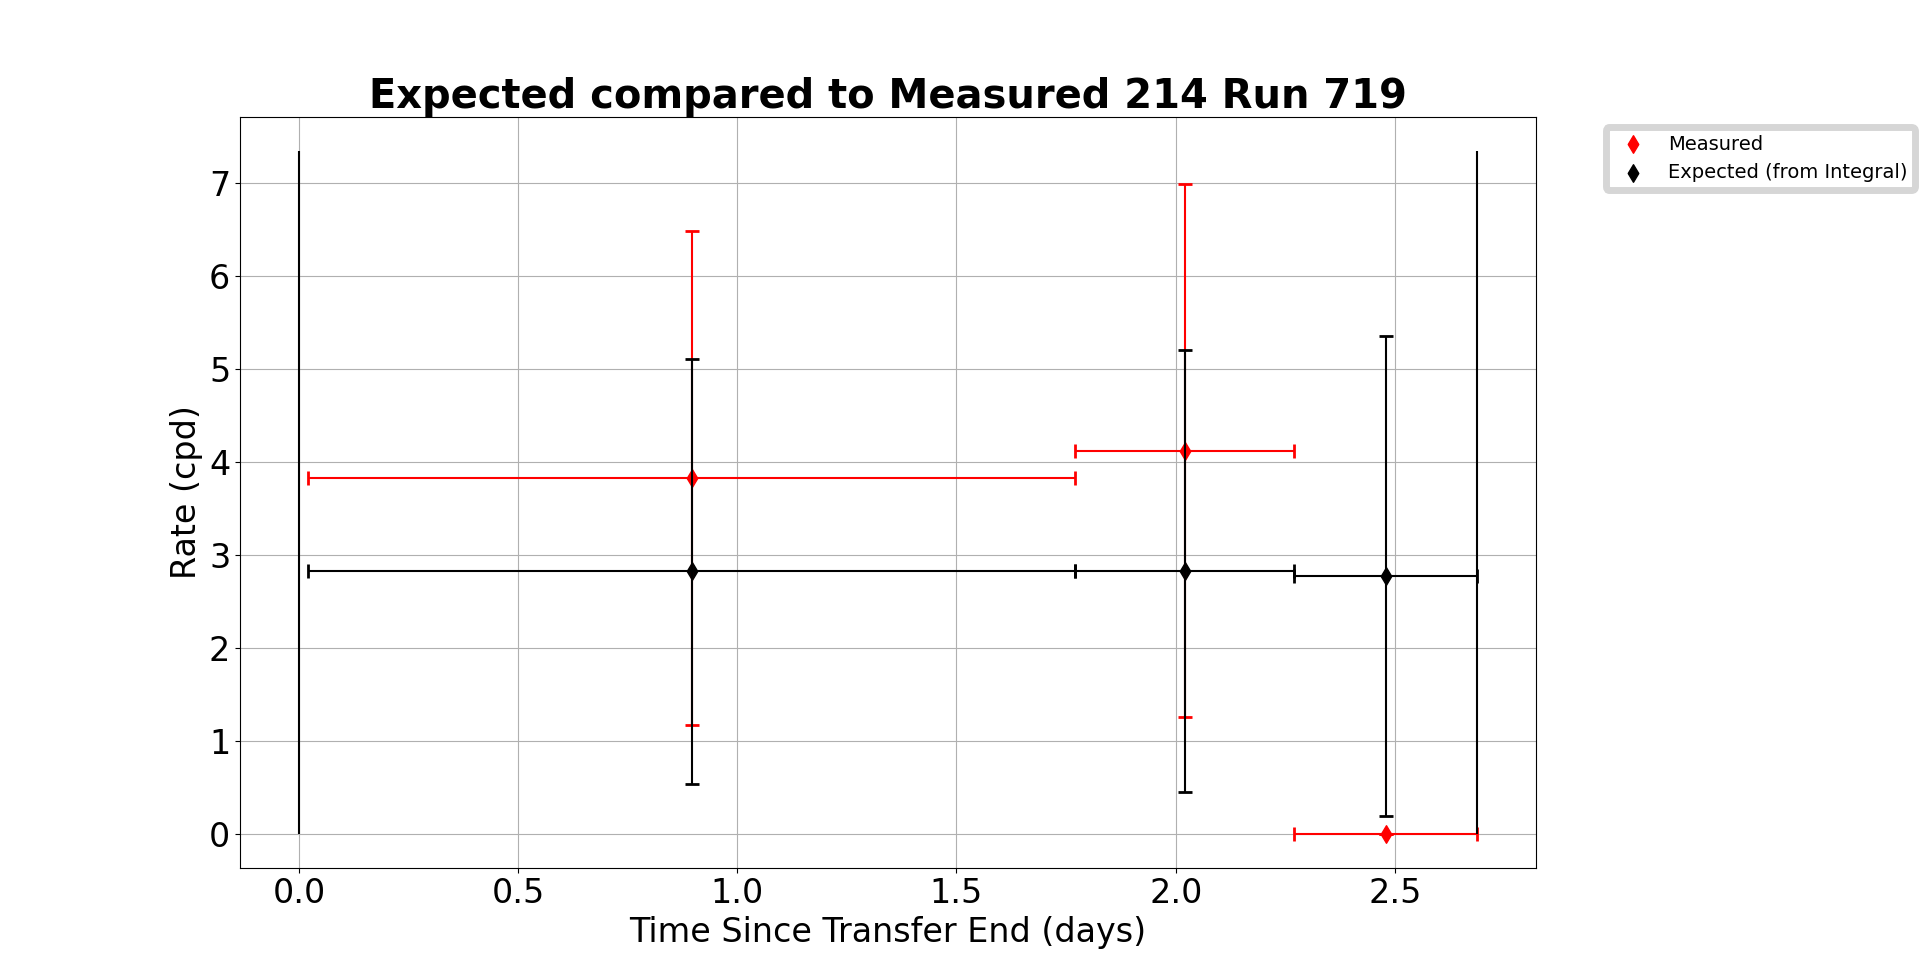 Expected compared to Measured 214 Run 719
Measured
Expected (from Integral)
Rate (cpd)
7
6
5
4
3
2
1
0
0.0 0.5 1.0 1.5 2.0 2.5
Time Since Transfer End (days)